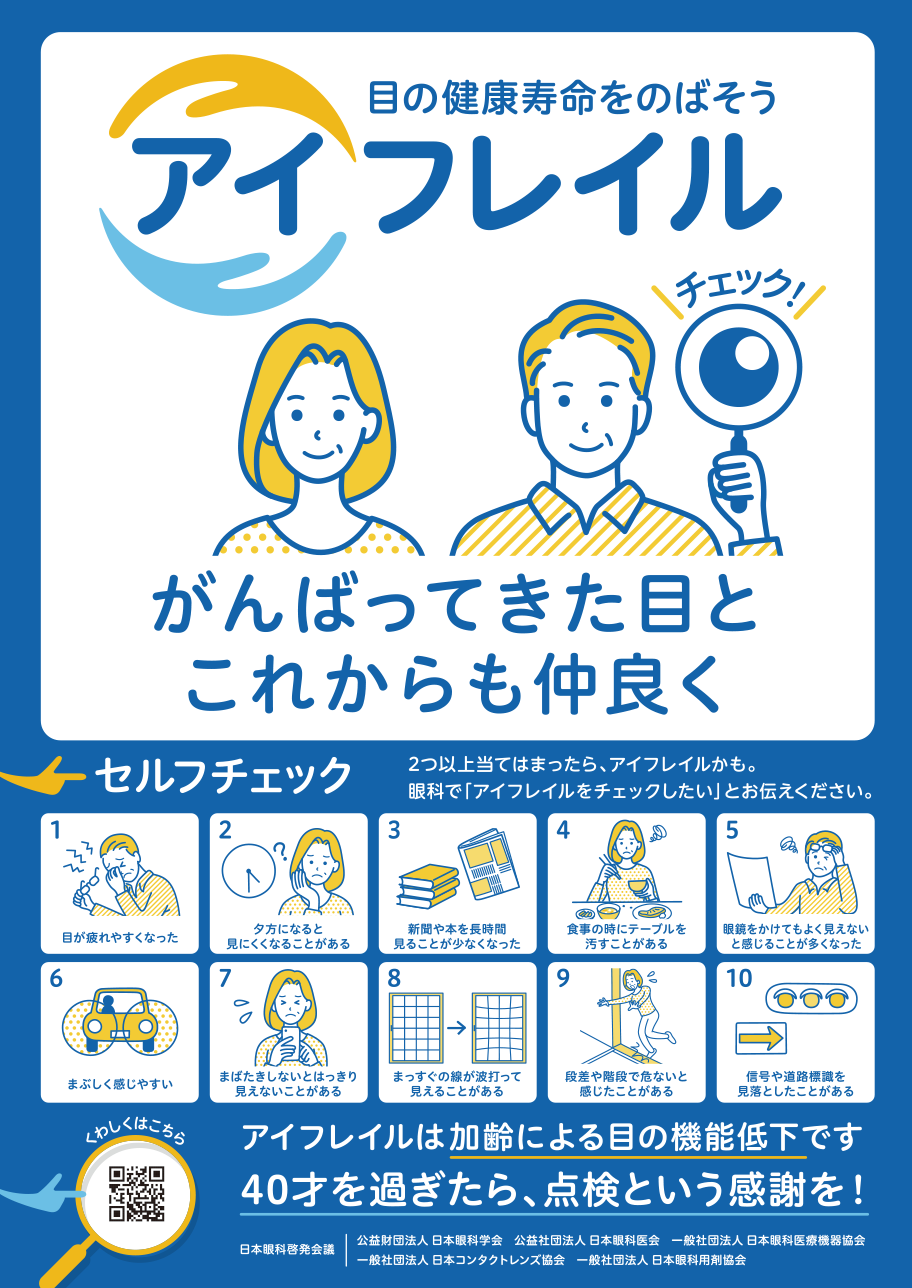 目の健康寿命をのばそう
アイフレイル
チェック!
がんばってきた目と
これからも仲良く
セルフチェック
2つ以上当てはまったら、アイフレイルかも。
眼科で「アイフレイルをチェックしたい」とお伝えください。
1
目が疲れやすくなった
2
夕方になると
見にくくなることがある
3
新聞や本を長時間
見ることが少なくなった
4
食事の時にテーブルを
汚すことがある
5
眼鏡をかけてもよく見えない
と感じることが多くなった
6
まぶしく感じやすい
7
まばたきしないとはっきり
見えないことがある
8
まっすぐの線が波打って
見えることがある
9
段差や階段で危ないと
感じたことがある
10
信号や道路標識を
見落としたことがある
くわしくはこちら
アイフレイルは加齢による目の機能低下です
40才を過ぎたら、点検という感謝を!
日本眼科啓発会議
公益財団法人 日本眼科学会 公益社団法人 日本眼科医会 一般社団法人 日本眼科医療機器協会
一般社団法人 日本コンタクトレンズ協会 一般社団法人 日本眼科用剤協会